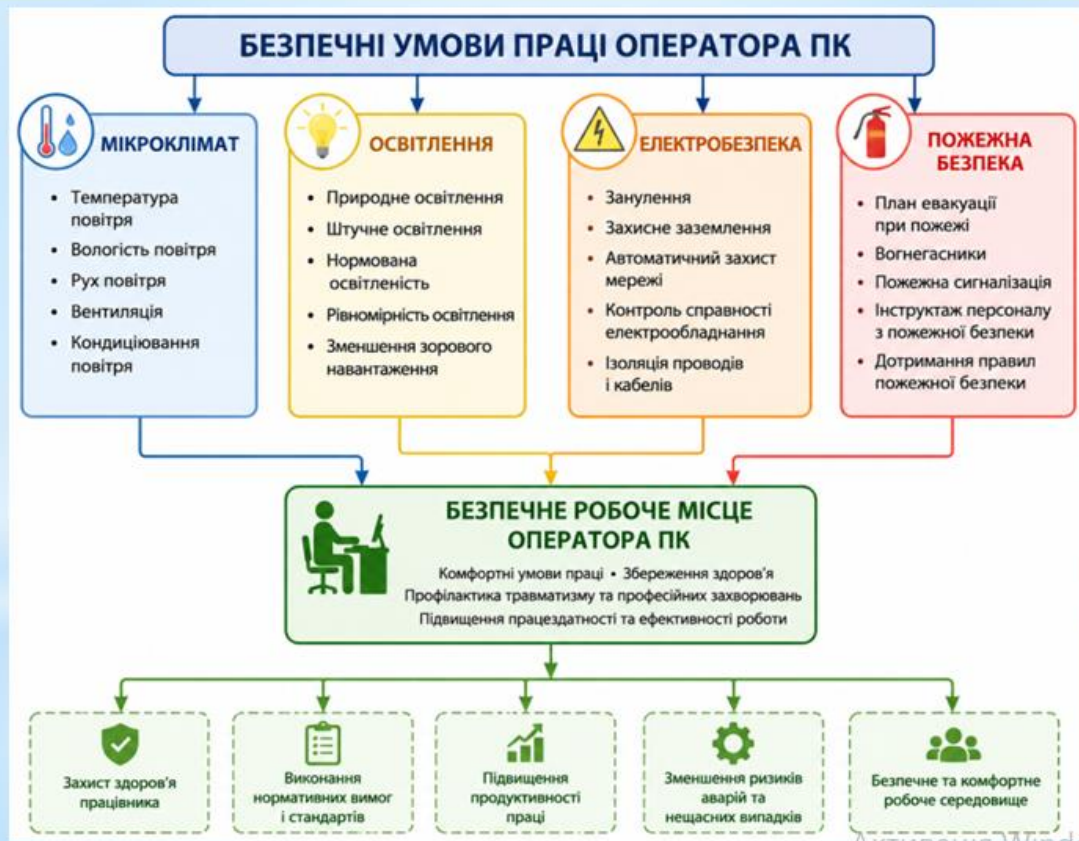 БЕЗПЕЧНІ УМОВИ ПРАЦІ ОПЕРАТОРА ПК
МІКРОКЛІМАТ
• Температура
повітря
• Вологість повітря
• Рух повітря
• Вентиляція
• Кондиціювання
повітря
ОСВІТЛЕННЯ
• Природне освітлення
• Штучне освітлення
• Нормована
освітленість
• Рівномірність освітлення
• Зменшення зорового
навантаження
ЕЛЕКТРОБЕЗПЕКА
• Занулення
• Захисне заземлення
• Автоматичний захист
мережі
• Контроль справності
електрообладнання
• Ізоляція проводів
і кабелів
ПОЖЕЖНА
БЕЗПЕКА
• План евакуації
при пожежі
• Вогнегасники
• Пожежна сигналізація
• Інструктаж персоналу
з пожежної безпеки
• Дотримання правил
пожежної безпеки
БЕЗПЕЧНЕ РОБОЧЕ МІСЦЕ
ОПЕРАТОРА ПК
Комфортні умови праці • Збереження здоров'я
Профілактика травматизму та професійних захворювань
Підвищення працездатності та ефективності роботи
Захист здоров'я
працівника
Виконання
нормативних вимог
і стандартів
Підвищення
продуктивності
праці
Зменшення ризиків
аварій та
нещасних випадків
Безпечне та комфортне
робоче середовище